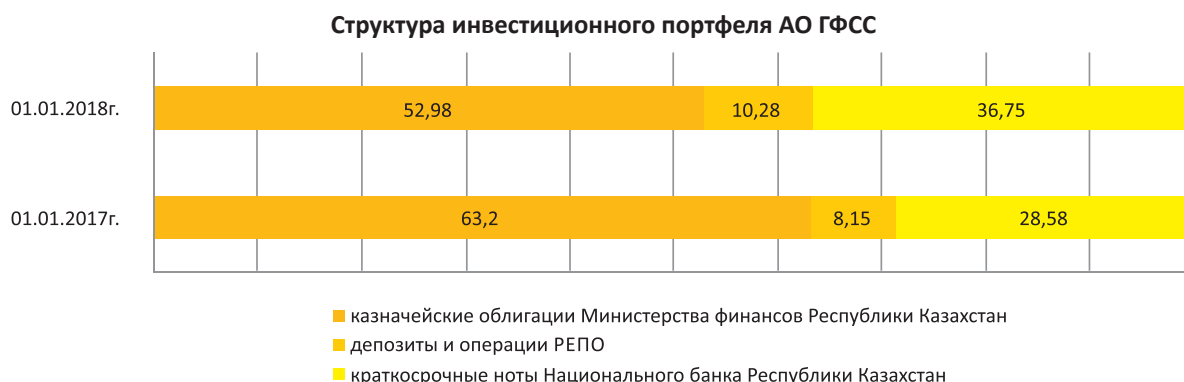 Структура инвестиционного портфеля АО ГФСС
01.01.2018г.
52,98
10,28
36,75
01.01.2017г.
63,2
8,15
28,58
казначейские облигации Министерства финансов Республики Казахстан
депозиты и операции РЕПО
краткосрочные ноты Национального банка Республики Казахстан